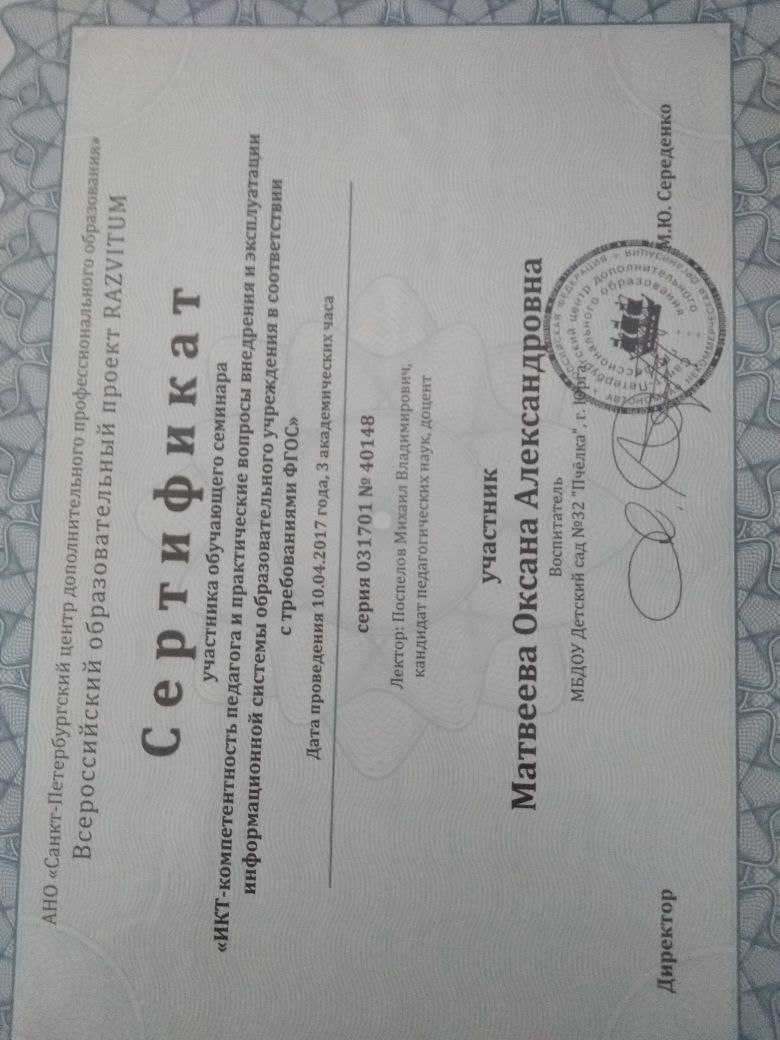 АНО «Санкт-Петербургский центр дополнительного профессионального образования»
Всероссийский образовательный проект RAZVITUM
Сертификат
участника обучающего семинара
«ИКТ-компетентность педагога и практические вопросы внедрения и эксплуатации
информационной системы образовательного учреждения в соответствии
с требованиями ФГОС»
Дата проведения 10.04.2017 года, 3 академических часа
серия 031701 № 40148
Лектор: Поспелов Михаил Владимирович,
кандидат педагогических наук, доцент
участник
Матвеева Оксана Александровна
Воспитатель
МБДОУ Детский сад №32 "Пчёлка", г. Юрга
Директор
М.Ю. Середенко
РОССИЙСКАЯ ФЕДЕРАЦИЯ